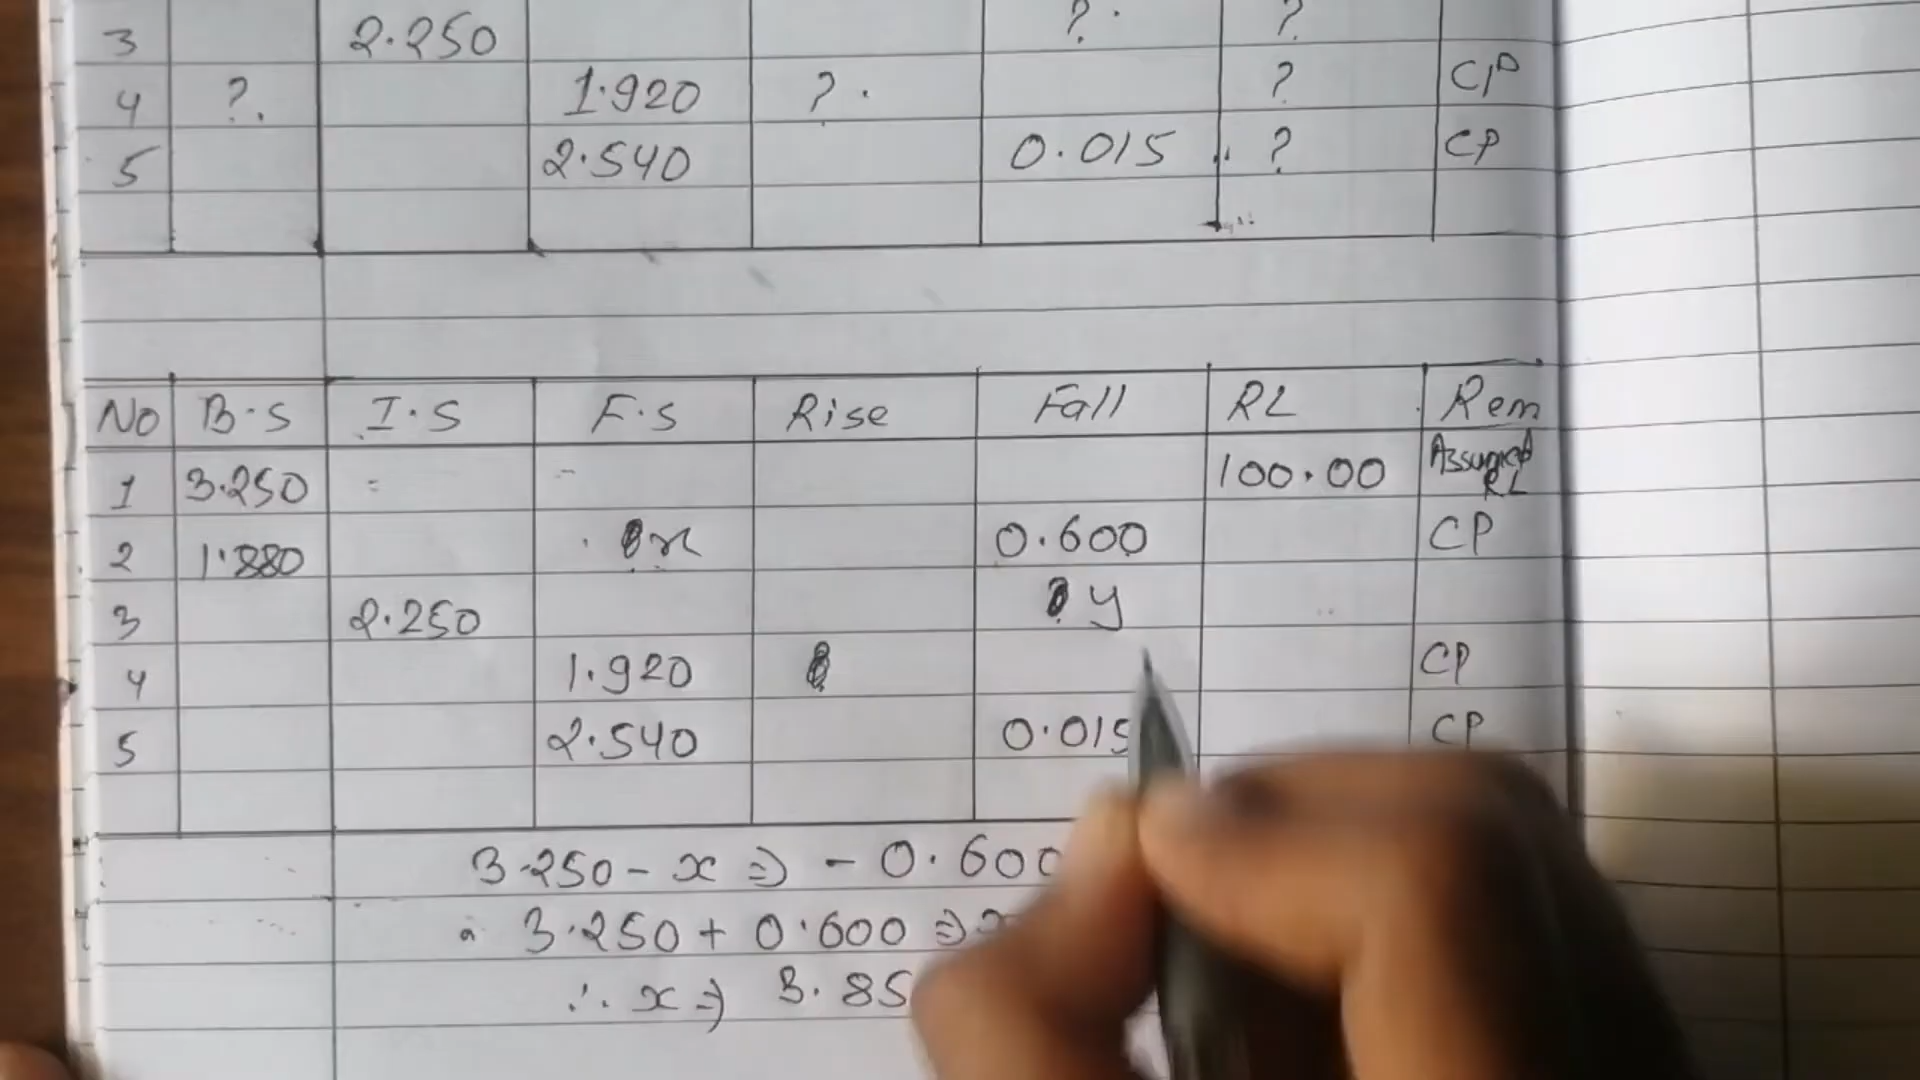 3 2.250 ? . ?
4 ?. 1.920 ? . ? CP
5 2.540 0.015 ? CP
No B.S I.S F.S Rise Fall RL Rem
1 3.250 = - 100.00 Assumed RL
2 1.880 x 0.600 CP
3 2.250 y
4 1.920 CP
5 2.540 0.015 CP
3.250 - x => - 0.600
3.250 + 0.600 =>
∴ x => 3.85